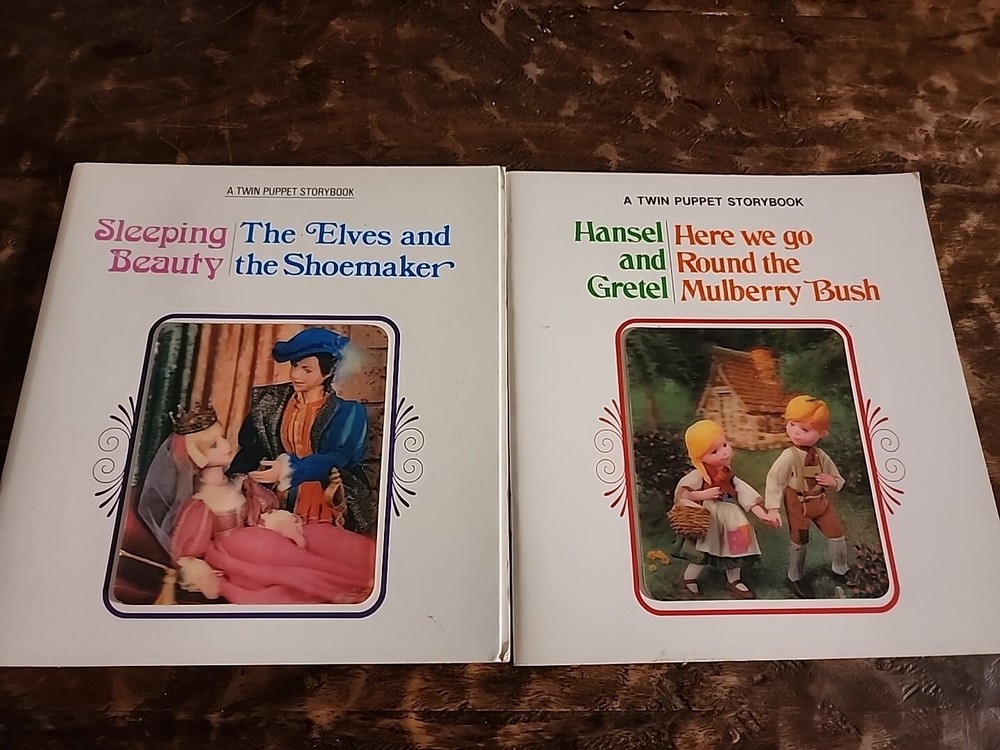 A TWIN PUPPET STORYBOOK
Sleeping
Beauty
The Elves and
the Shoemaker
A TWIN PUPPET STORYBOOK
Hansel
and
Gretel
Here we go
Round the
Mulberry Bush